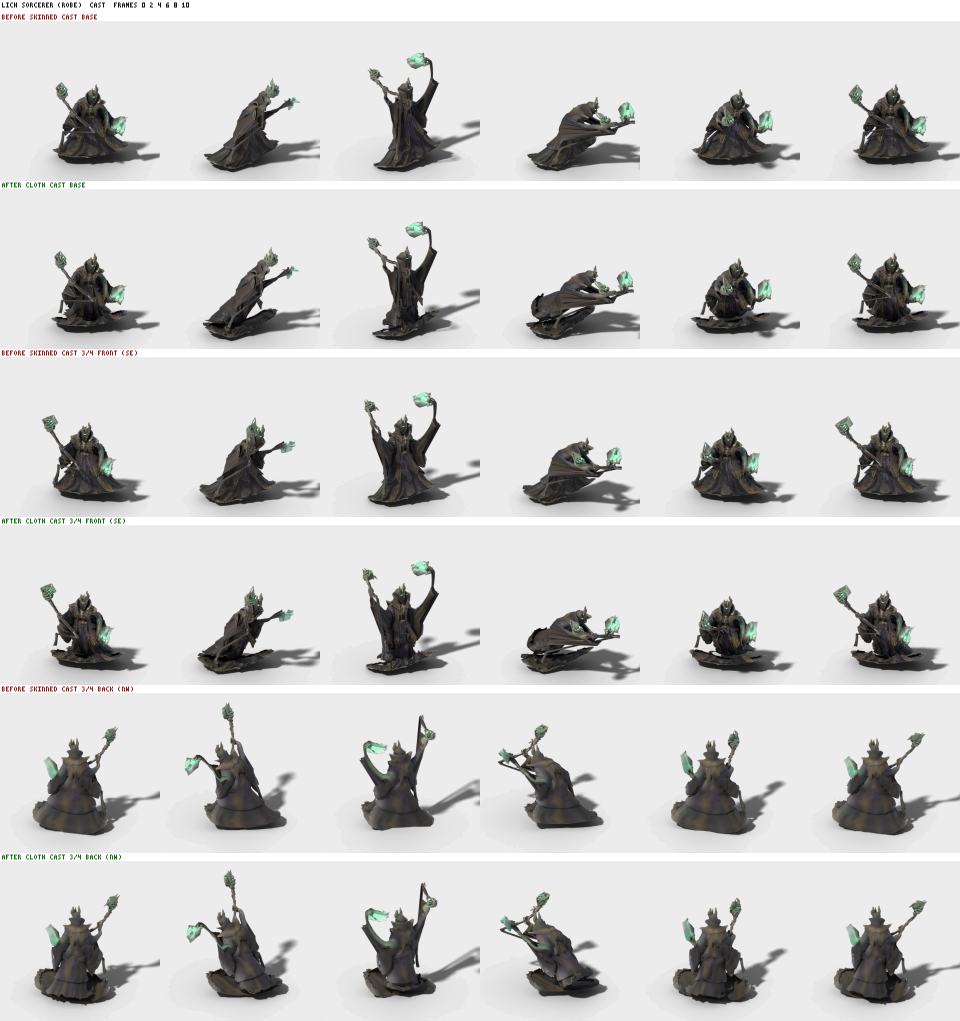 LICH SORCERER (ROBE) CAST FRAMES 0 2 4 6 8 10
BEFORE SKINNED CAST BASE
AFTER CLOTH CAST BASE
BEFORE SKINNED CAST 3/4 FRONT (SE)
AFTER CLOTH CAST 3/4 FRONT (SE)
BEFORE SKINNED CAST 3/4 BACK (NW)
AFTER CLOTH CAST 3/4 BACK (NW)